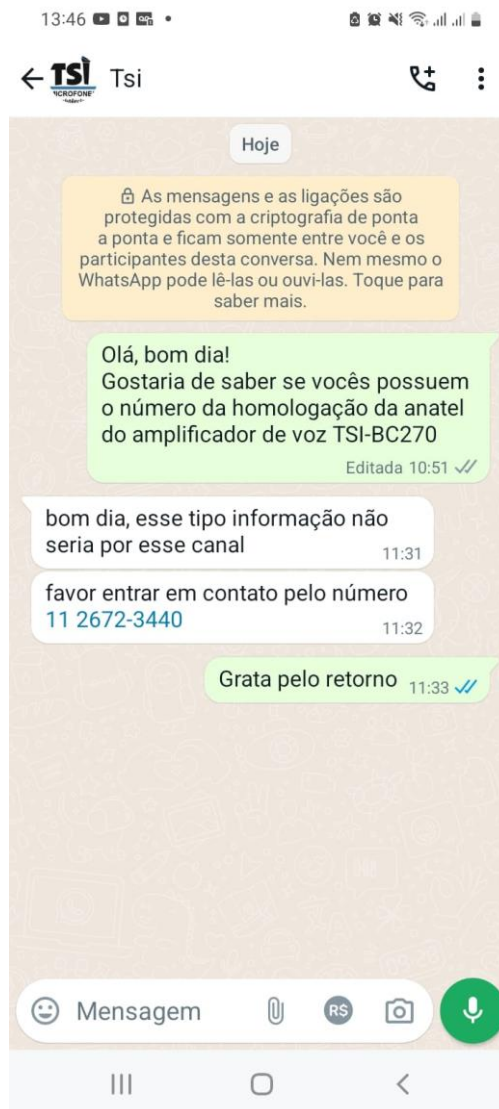 13:46
TSI
MICROFONE
Tsi
Hoje
As mensagens e as ligações são
protegidas com a criptografia de ponta
a ponta e ficam somente entre você e os
participantes desta conversa. Nem mesmo o
WhatsApp pode lê-las ou ouvi-las. Toque para
saber mais.
Olá, bom dia!
Gostaria de saber se vocês possuem
o número da homologação da anatel
do amplificador de voz TSI-BC270
Editada 10:51
bom dia, esse tipo informação não
seria por esse canal
11:31
favor entrar em contato pelo número
11 2672-3440
11:32
Grata pelo retorno 11:33
Mensagem
R$